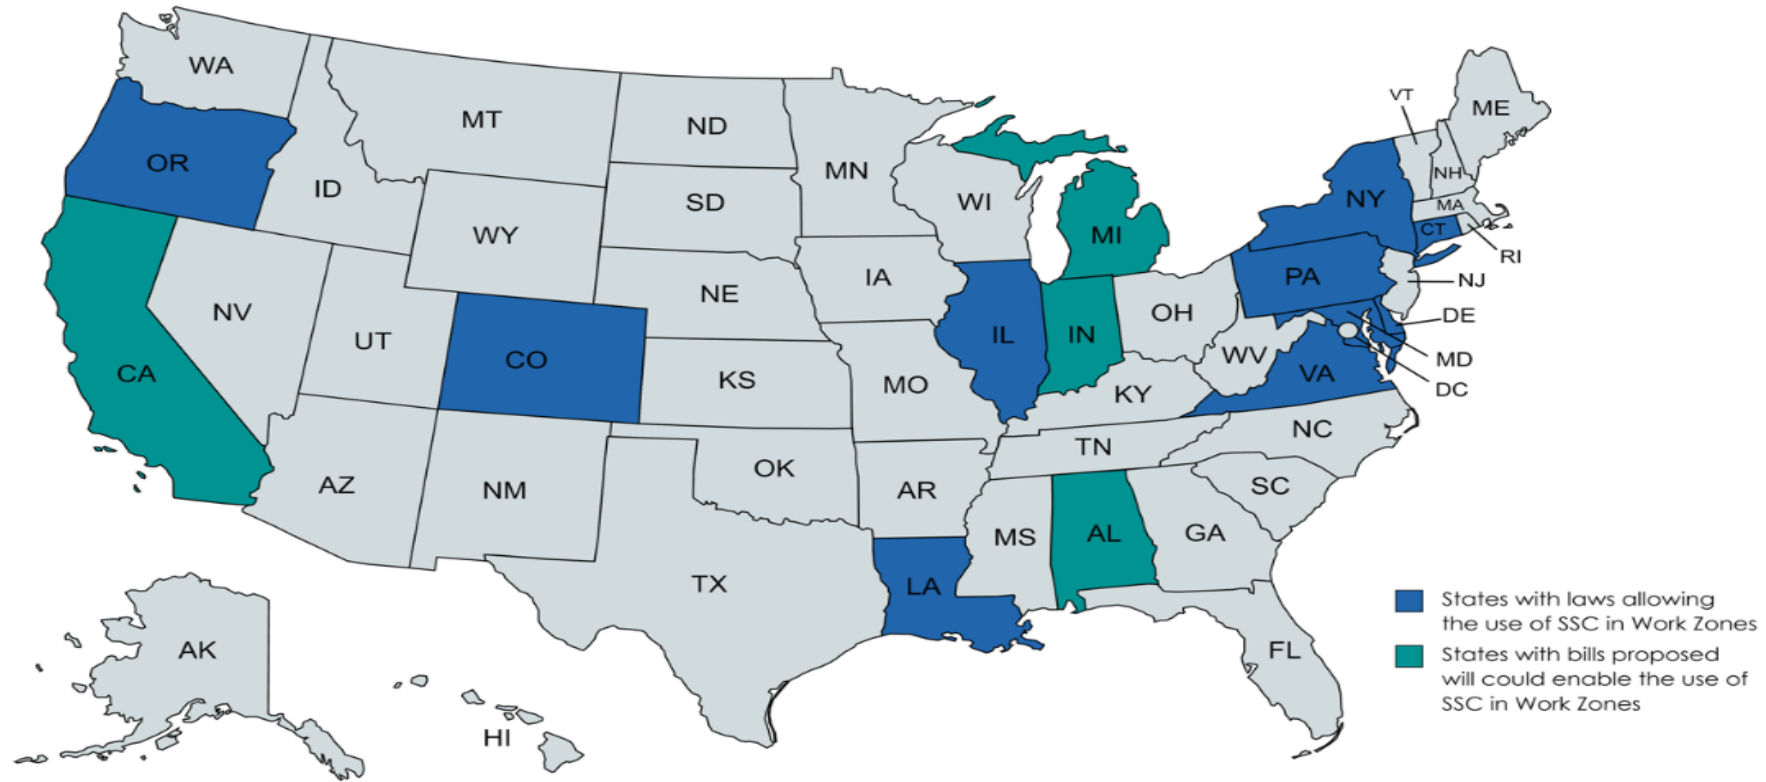 WA
MT
ND
MN
VT
ME
OR
ID
SD
WI
NH
NY
MA
WY
CT
MI
RI
IA
PA
NJ
NE
NV
OH
DE
UT
IL
IN
CO
WV
MD
CA
KS
MO
VA
DC
KY
NC
TN
OK
AZ
NM
AR
SC
MS
AL
GA
TX
LA
AK
FL
HI
States with laws allowing
the use of SSC in Work Zones
States with bills proposed
will could enable the use of
SSC in Work Zones